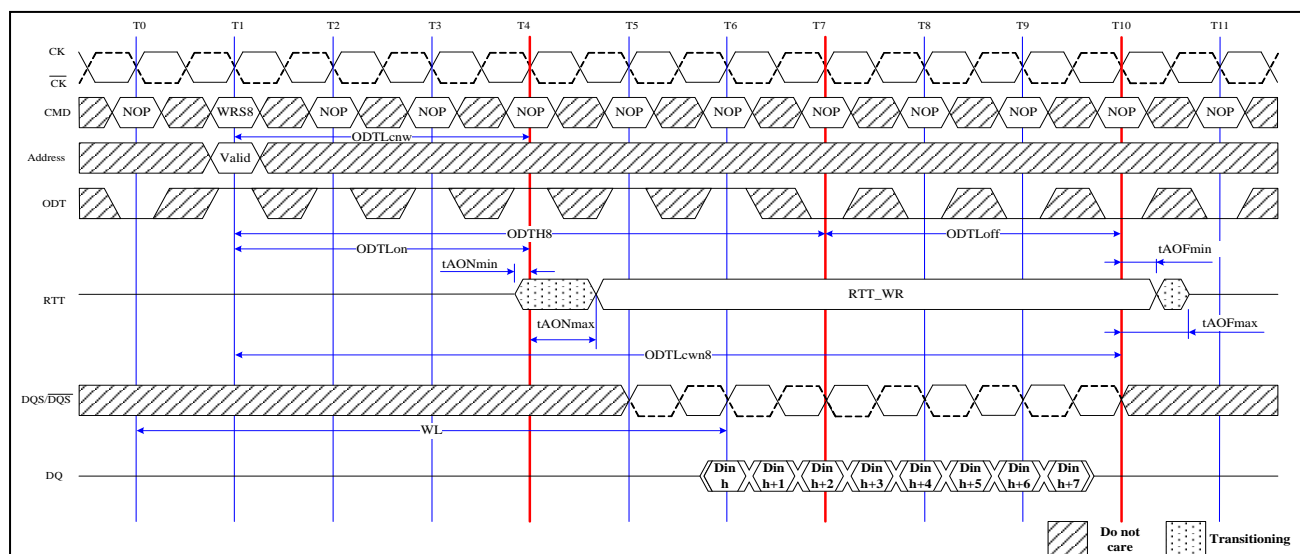 T0 T1 T2 T3 T4 T5 T6 T7 T8 T9 T10 T11
CK
CK
CMD NOP WRS8 NOP NOP NOP NOP NOP NOP NOP NOP NOP NOP
ODTLcnw
Address Valid
ODT
ODTH8 ODTLoff
ODTLon
tAONmin tAOFmin
RTT RTT_WR
tAONmax tAOFmax
ODTLcwn8
DQS/DQS
WL
DQ Din h Din h+1 Din h+2 Din h+3 Din h+4 Din h+5 Din h+6 Din h+7
Do not care Transitioning